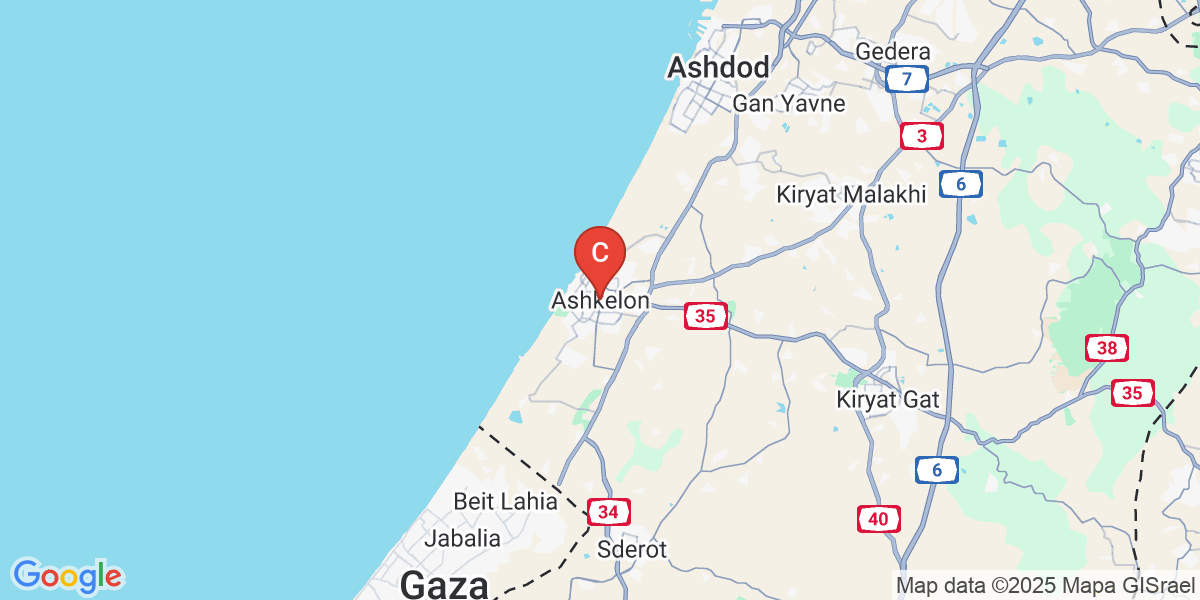 Gedera
Ashdod
7
Gan Yavne
3
6
Kiryat Malakhi
C
Ashkelon
35
38
35
Kiryat Gat
6
Beit Lahia
34
40
Jabalia
Sderot
Gaza
Google
Map data ©2025 Mapa GISrael